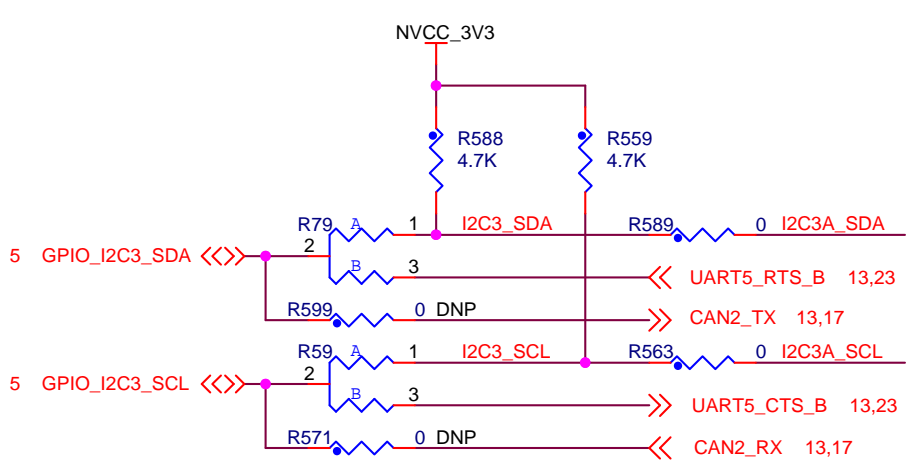 NVCC_3V3
R588
4.7K
R559
4.7K
R79 A 1 I2C3_SDA R589 0 I2C3A_SDA
5 GPIO_I2C3_SDA 2
B 3 UART5_RTS_B 13,23
R599 0 DNP CAN2_TX 13,17
R59 A 1 I2C3_SCL R563 0 I2C3A_SCL
5 GPIO_I2C3_SCL 2
B 3 UART5_CTS_B 13,23
R571 0 DNP CAN2_RX 13,17